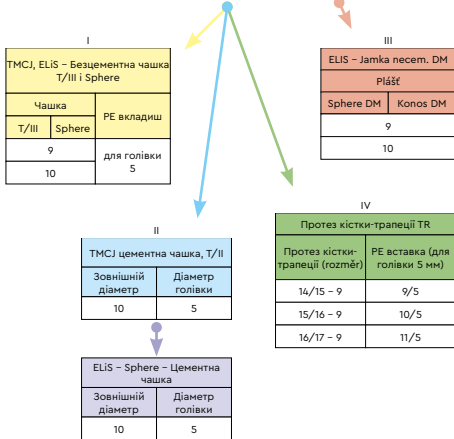 I
TMCJ, ELiS – Безцементна чашка
T/III і Sphere
Чашка
PE вкладиш
T/III
Sphere
9
для голівки
5
10
III
ELIS – Jamka necem. DM
Plášť
Sphere DM
Konos DM
9
10
II
TMCJ цементна чашка, T/II
Зовнішній
діаметр
Діаметр
голівки
10
5
ELiS – Sphere – Цементна
чашка
Зовнішній
діаметр
Діаметр
голівки
10
5
IV
Протез кістки-трапеції TR
Протез кістки-
трапеції (rozměr)
PE вставка (для
голівки 5 мм)
14/15 – 9
9/5
15/16 – 9
10/5
16/17 – 9
11/5